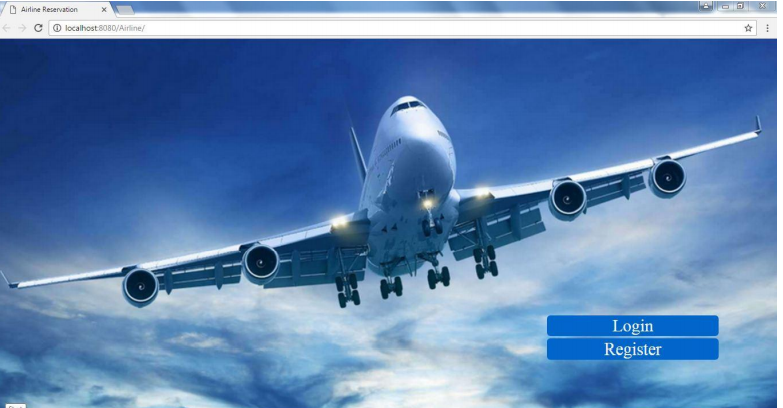 Airline Reservation
localhost:8080/Airline/
Login
Register